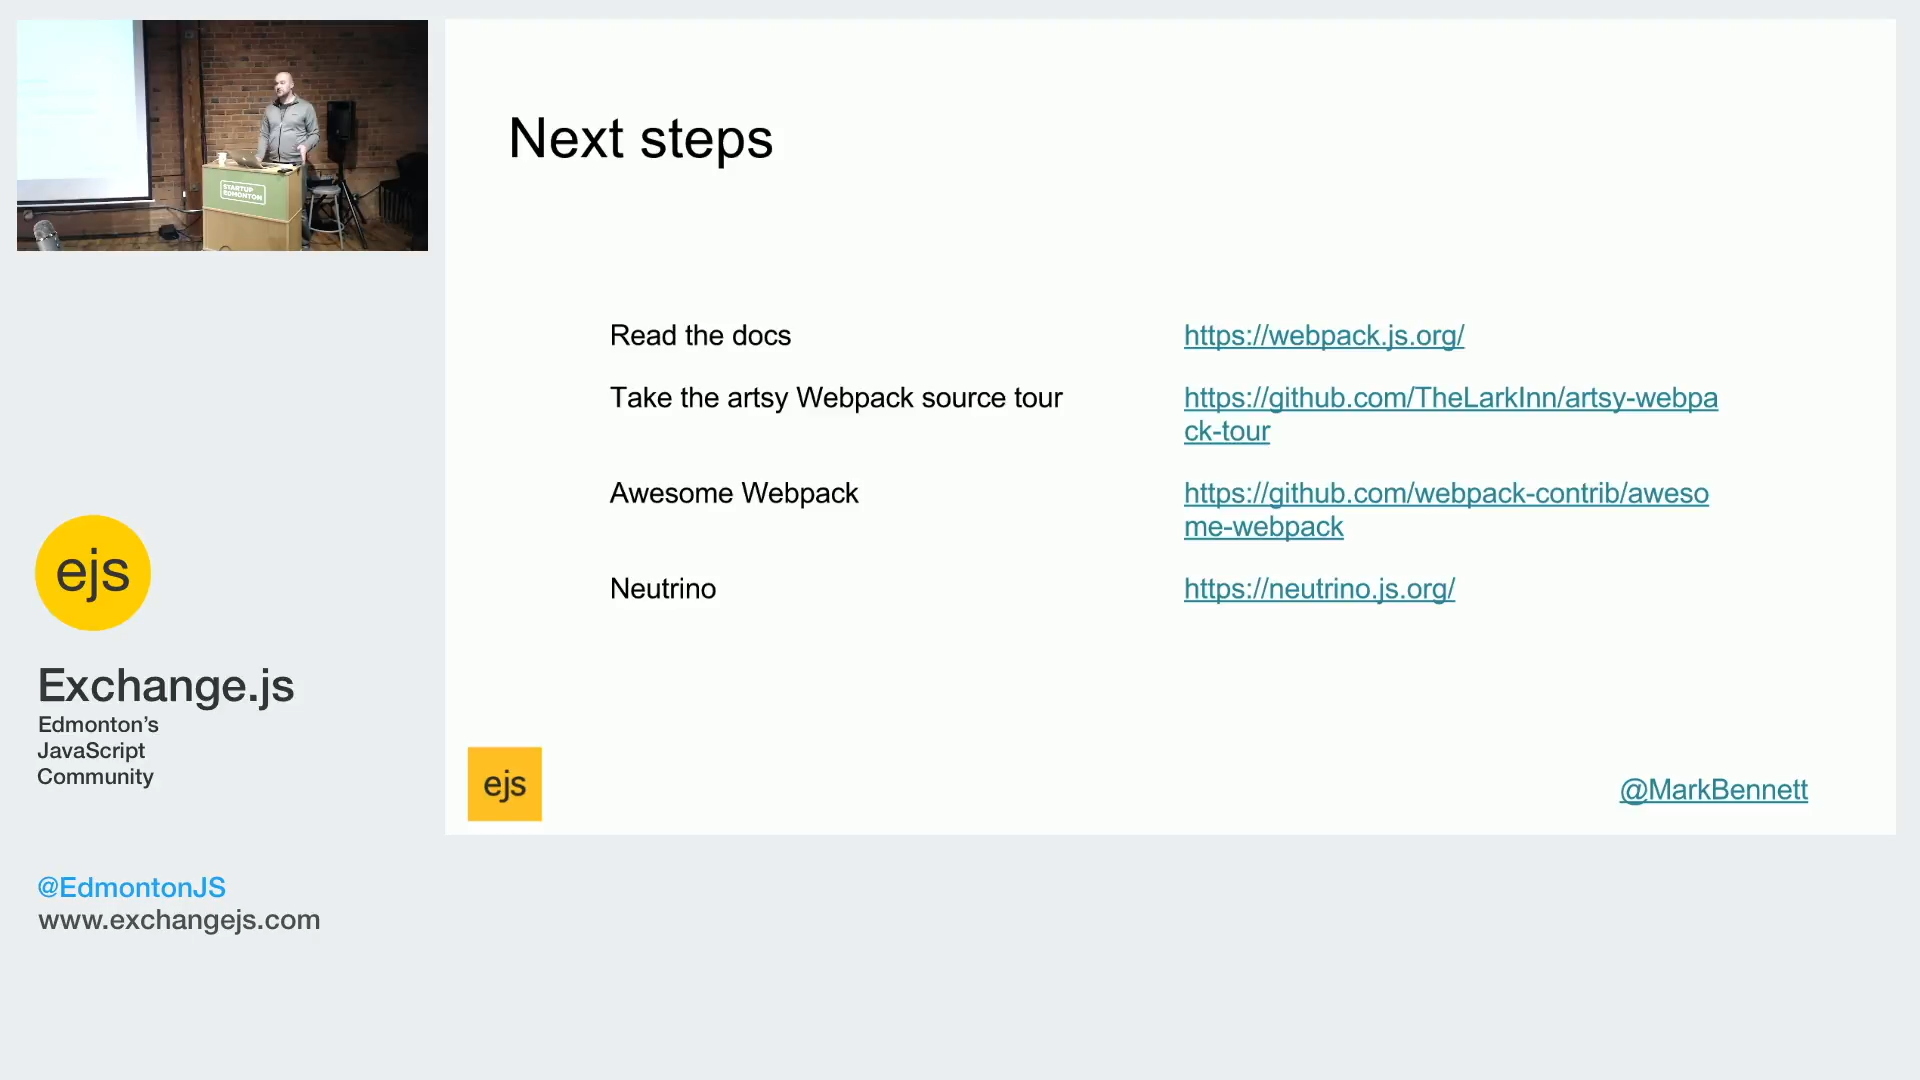 STARTUP
EDMONTON
Next steps
Read the docs
https://webpack.js.org/
Take the artsy Webpack source tour
https://github.com/TheLarkInn/artsy-webpa
ck-tour
Awesome Webpack
https://github.com/webpack-contrib/aweso
me-webpack
Neutrino
https://neutrino.js.org/
ejs
@MarkBennett
ejs
Exchange.js
Edmonton's
JavaScript
Community
@EdmontonJS
www.exchangejs.com